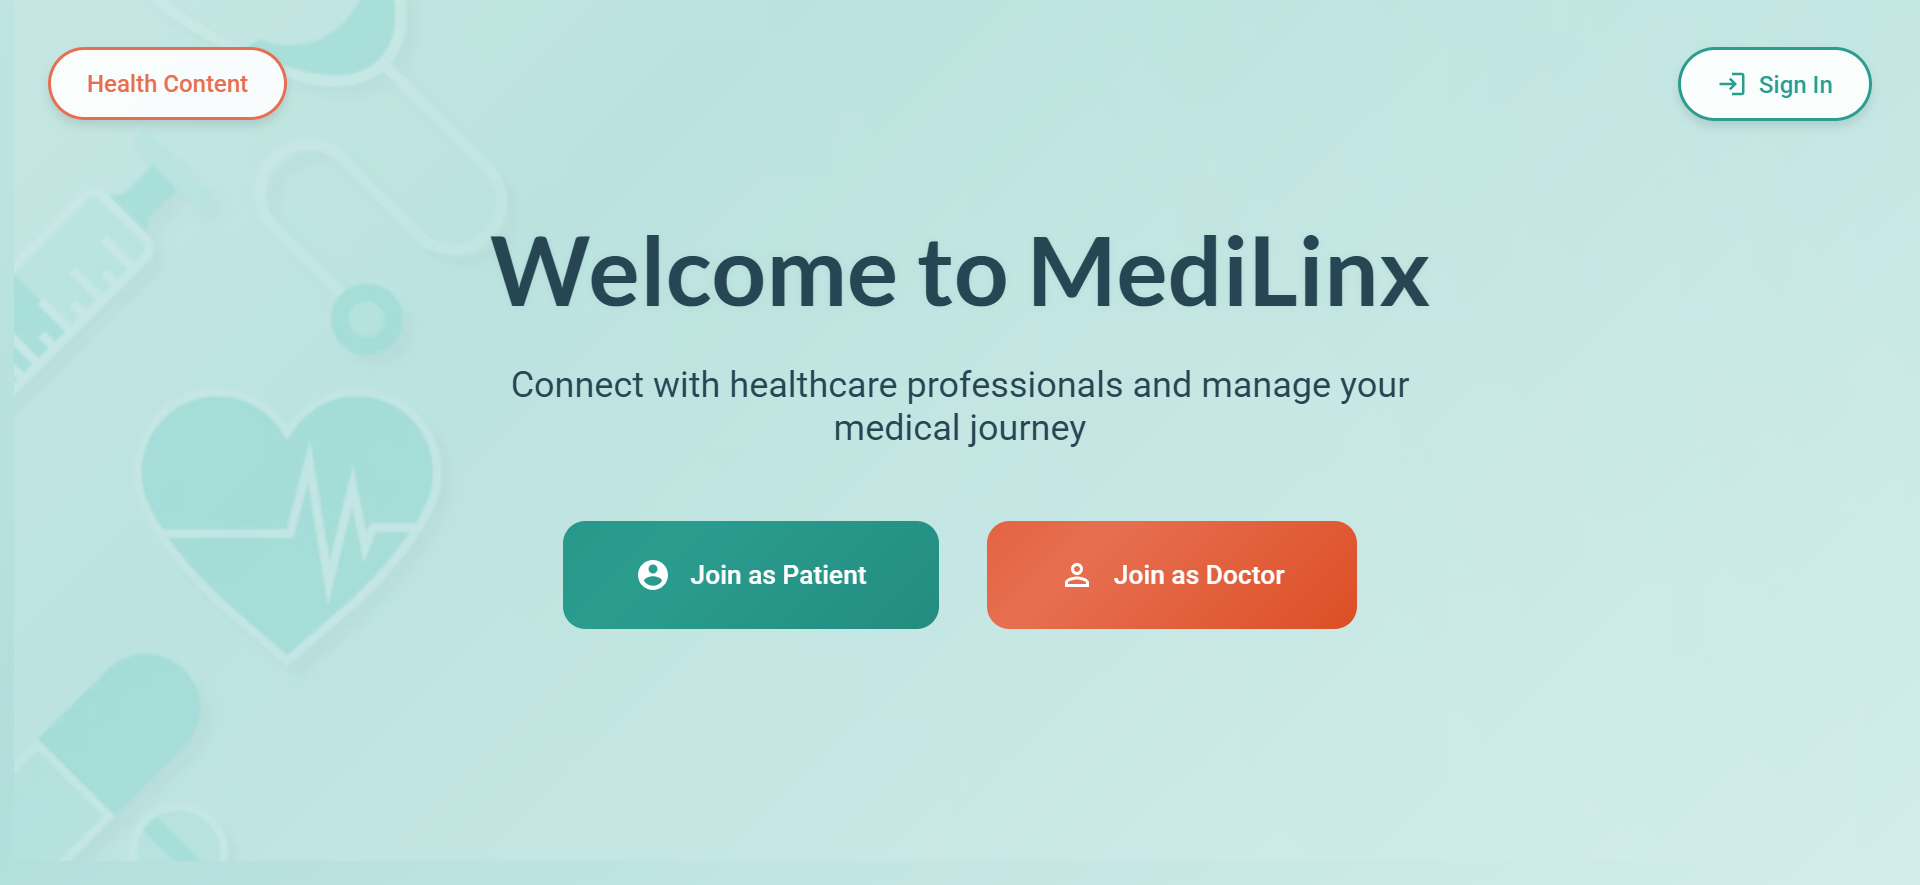 Health Content
Sign In
Welcome to MediLinx
Connect with healthcare professionals and manage your
medical journey
Join as Patient
Join as Doctor